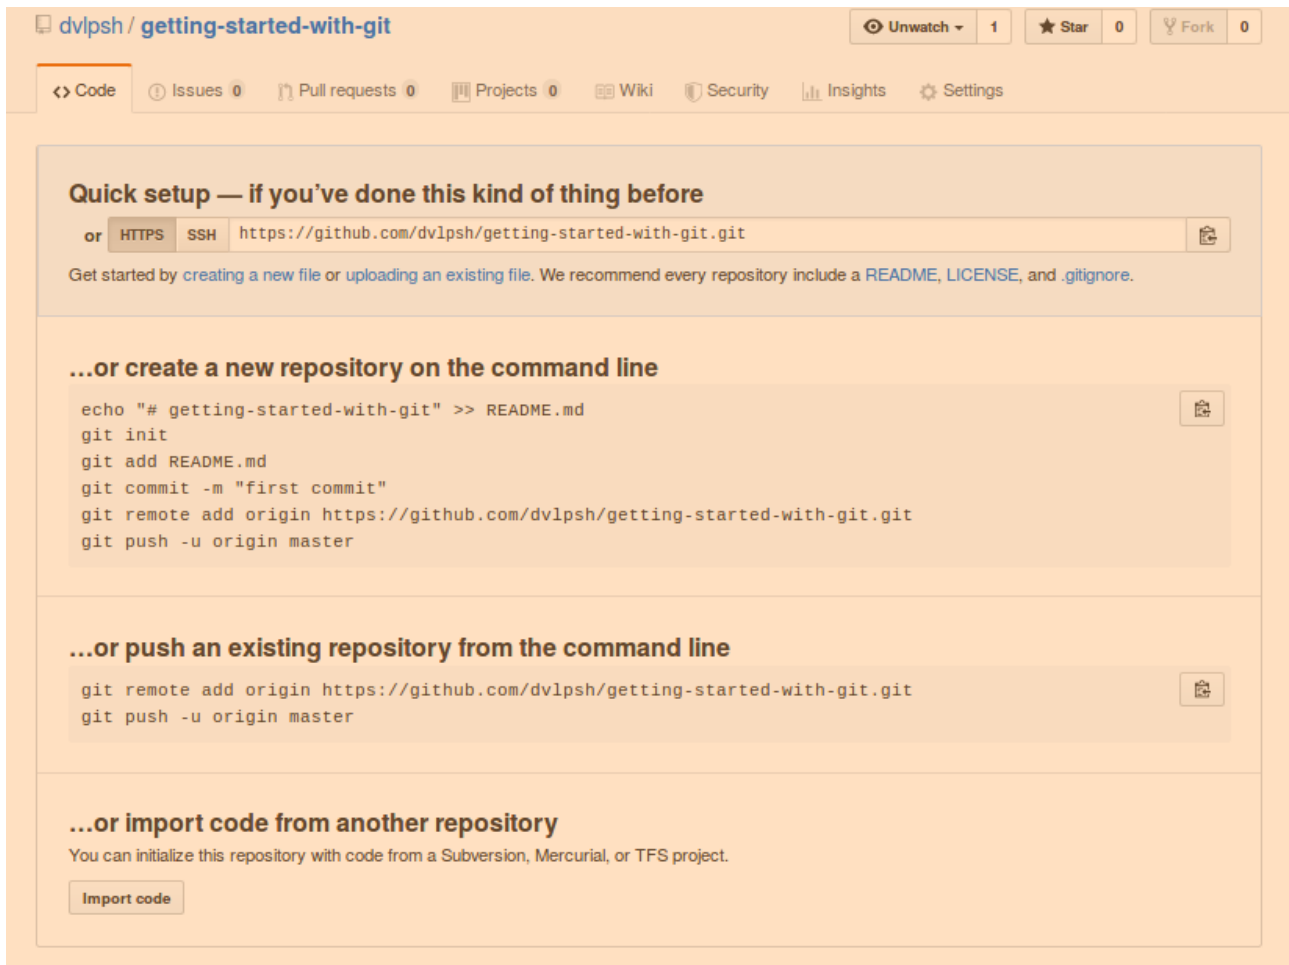 dvlpsh / getting-started-with-git
Unwatch 1 Star 0 Fork 0
Code Issues 0 Pull requests 0 Projects 0 Wiki Security Insights Settings
Quick setup — if you’ve done this kind of thing before
or HTTPS SSH https://github.com/dvlpsh/getting-started-with-git.git
Get started by creating a new file or uploading an existing file. We recommend every repository include a README, LICENSE, and .gitignore.
…or create a new repository on the command line
echo "# getting-started-with-git" >> README.md
git init
git add README.md
git commit -m "first commit"
git remote add origin https://github.com/dvlpsh/getting-started-with-git.git
git push -u origin master
…or push an existing repository from the command line
git remote add origin https://github.com/dvlpsh/getting-started-with-git.git
git push -u origin master
…or import code from another repository
You can initialize this repository with code from a Subversion, Mercurial, or TFS project.
Import code